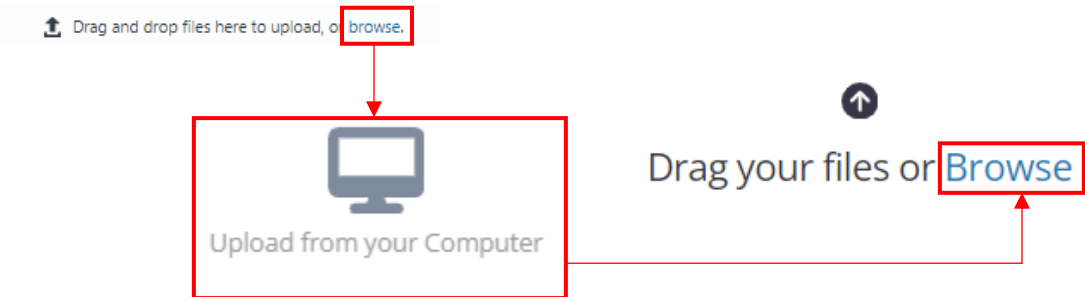 Drag and drop files here to upload, or browse.
Drag your files or Browse
Upload from your Computer